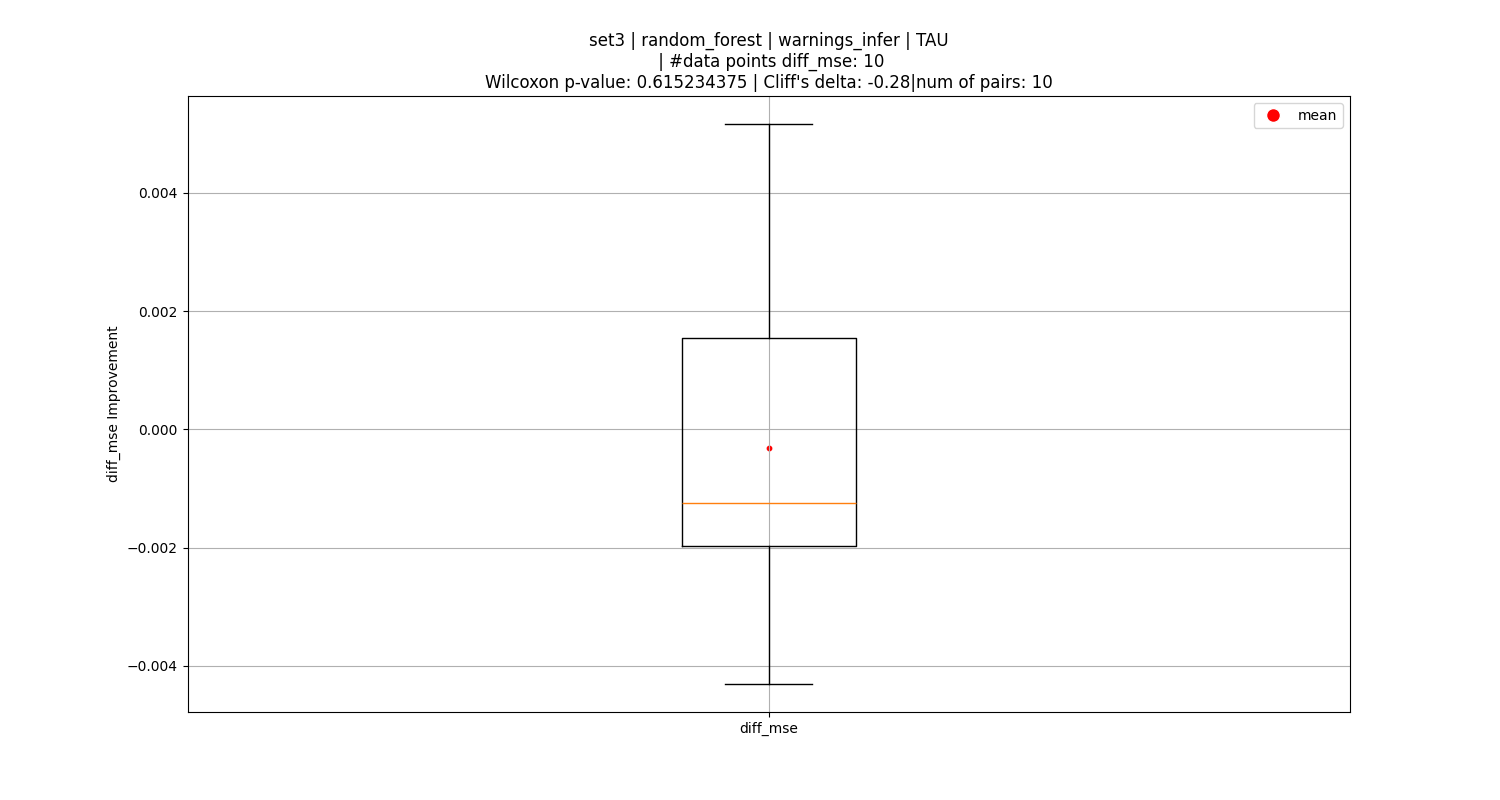 set3 | random_forest | warnings_infer | TAU
| #data points diff_mse: 10
Wilcoxon p-value: 0.615234375 | Cliff's delta: -0.28|num of pairs: 10
mean
0.004
0.002
0.000
−0.002
−0.004
diff_mse Improvement
diff_mse